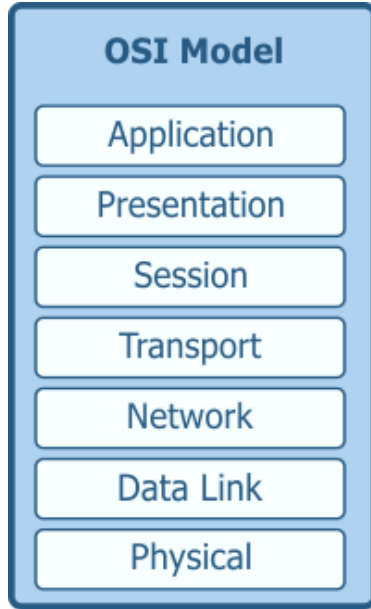 OSI Model
Application
Presentation
Session
Transport
Network
Data Link
Physical